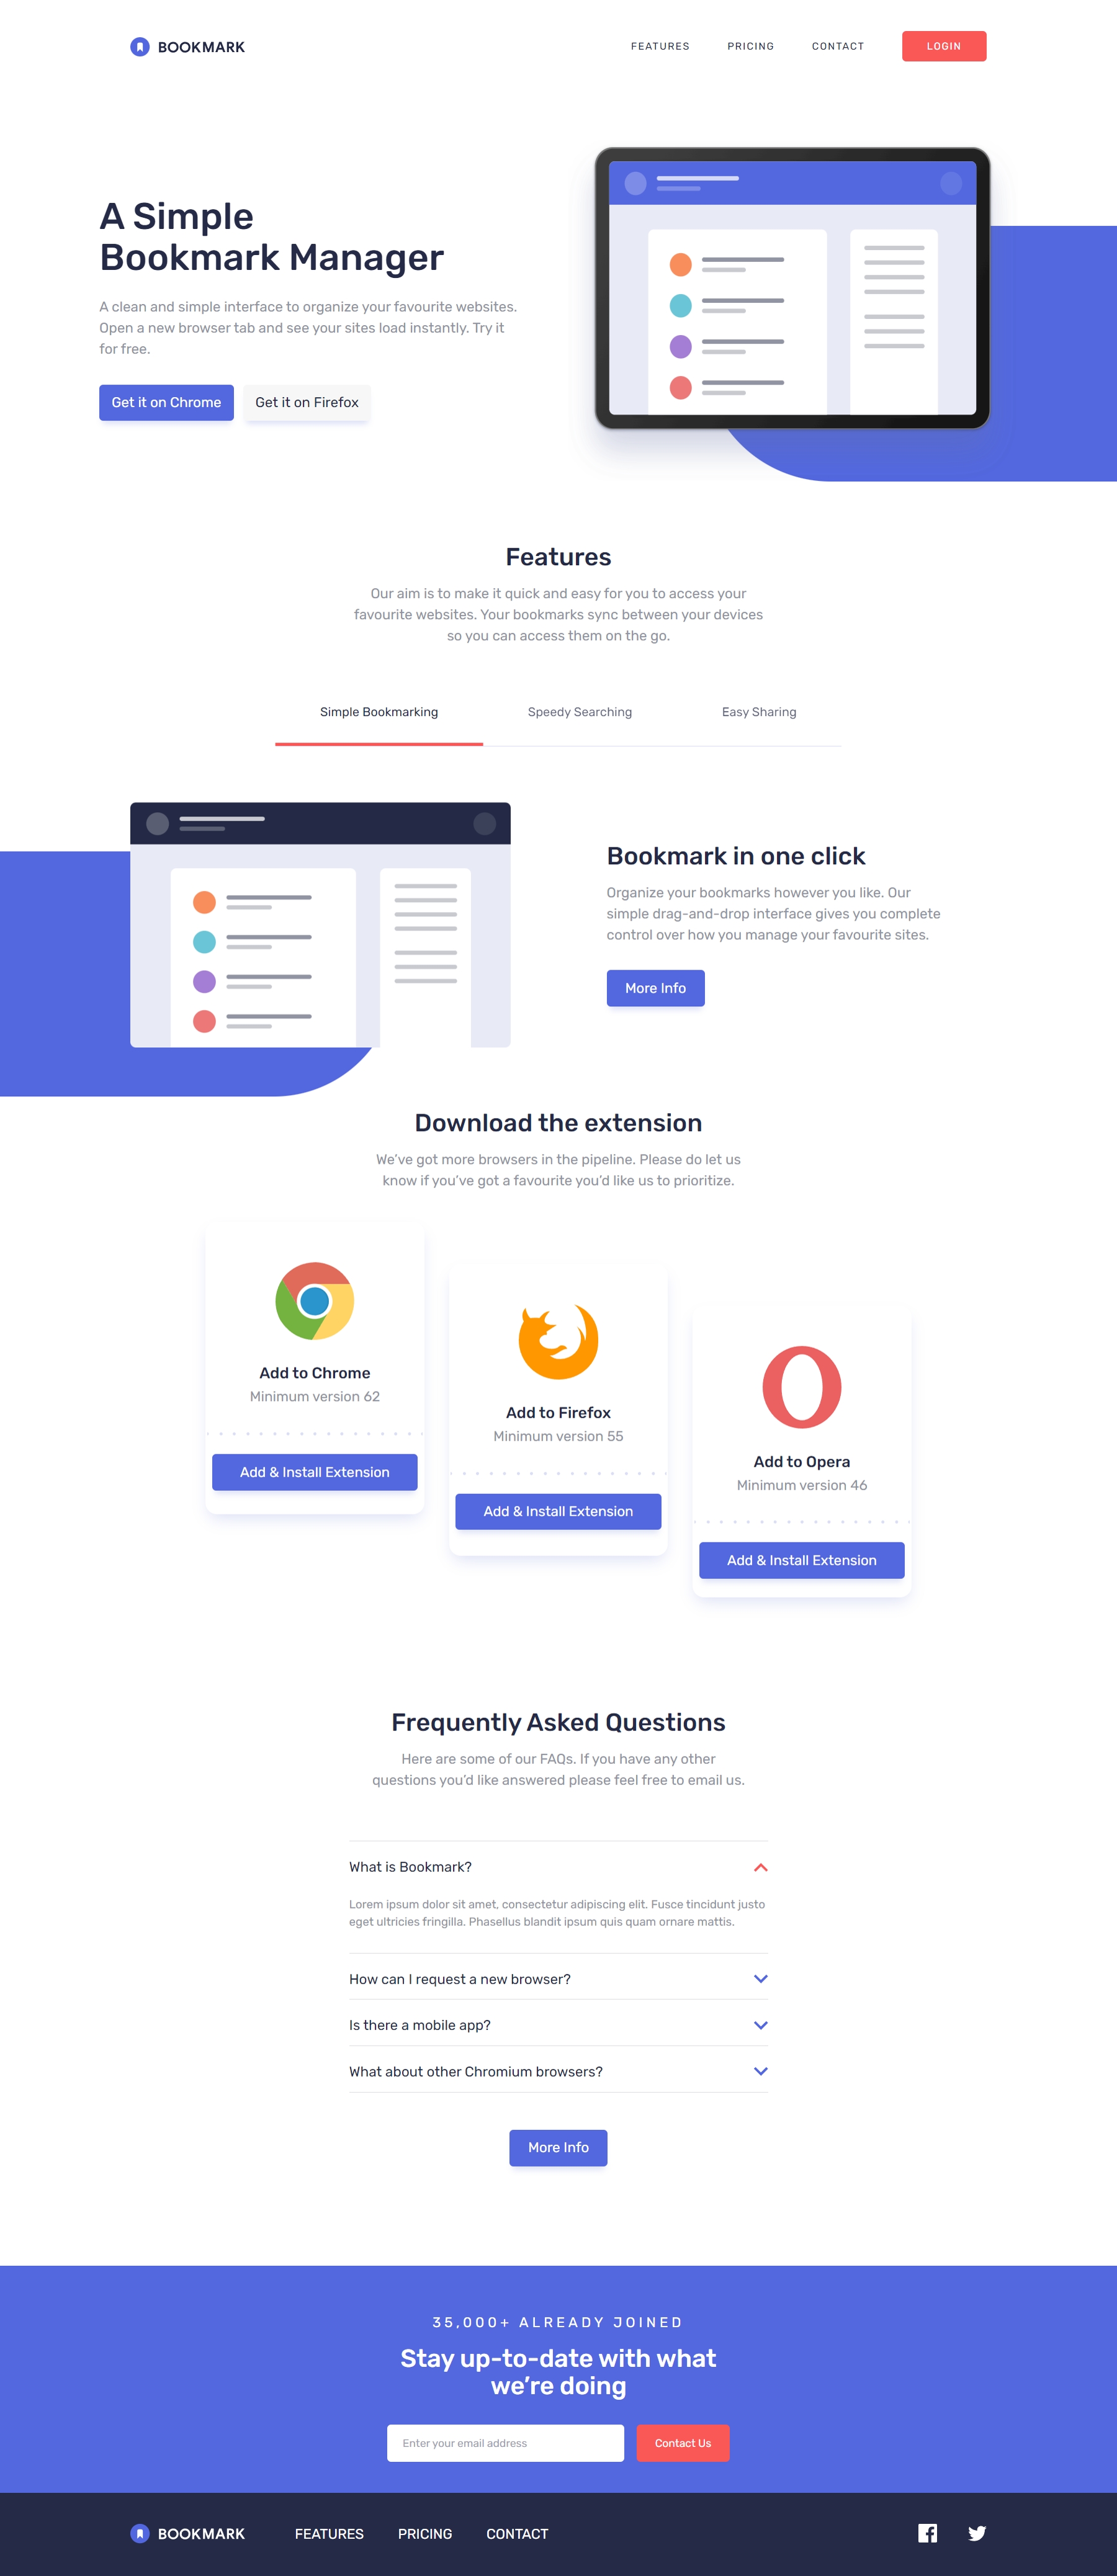 BOOKMARK
FEATURES
PRICING
CONTACT
LOGIN
A Simple
Bookmark Manager
A clean and simple interface to organize your favourite websites.
Open a new browser tab and see your sites load instantly. Try it
for free.
Get it on Chrome
Get it on Firefox
Features
Our aim is to make it quick and easy for you to access your
favourite websites. Your bookmarks sync between your devices
so you can access them on the go.
Simple Bookmarking
Speedy Searching
Easy Sharing
Bookmark in one click
Organize your bookmarks however you like. Our
simple drag-and-drop interface gives you complete
control over how you manage your favourite sites.
More Info
Download the extension
We’ve got more browsers in the pipeline. Please do let us
know if you’ve got a favourite you’d like us to prioritize.
Add to Chrome
Minimum version 62
Add & Install Extension
Add to Firefox
Minimum version 55
Add & Install Extension
Add to Opera
Minimum version 46
Add & Install Extension
Frequently Asked Questions
Here are some of our FAQs. If you have any other
questions you’d like answered please feel free to email us.
What is Bookmark?
Lorem ipsum dolor sit amet, consectetur adipiscing elit. Fusce tincidunt justo
eget ultricies fringilla. Phasellus blandit ipsum quis quam ornare mattis.
How can I request a new browser?
Is there a mobile app?
What about other Chromium browsers?
More Info
35,000+ ALREADY JOINED
Stay up-to-date with what
we’re doing
Enter your email address
Contact Us
BOOKMARK
FEATURES
PRICING
CONTACT